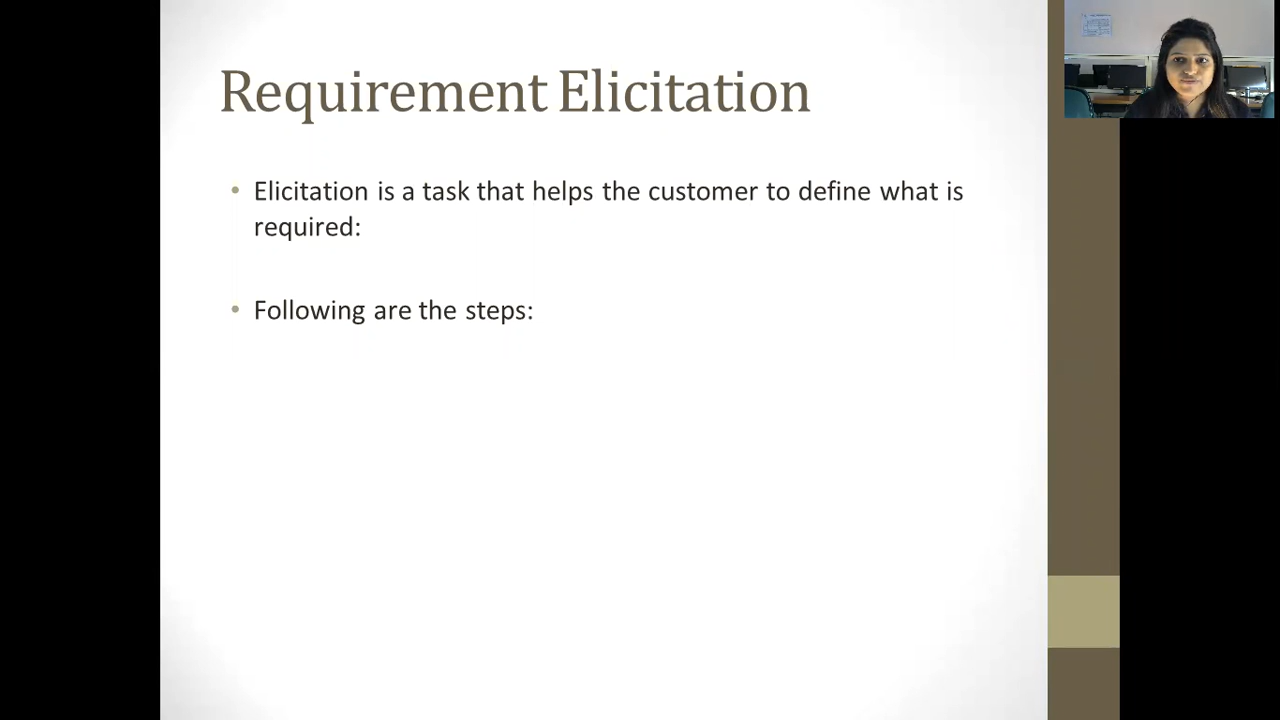 Requirement Elicitation
• Elicitation is a task that helps the customer to define what is
required:
• Following are the steps: